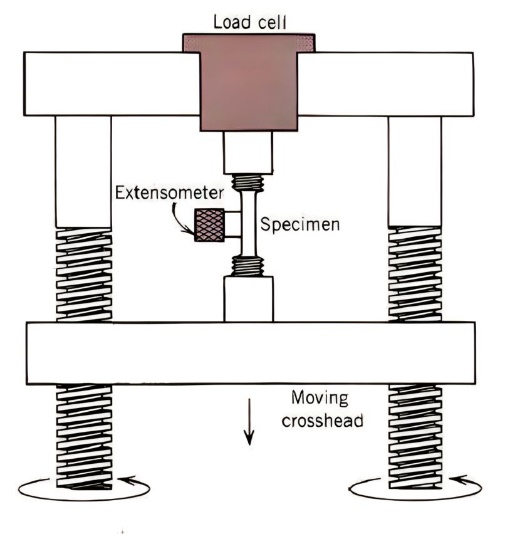 Load cell
Extensometer
Specimen
Moving
crosshead